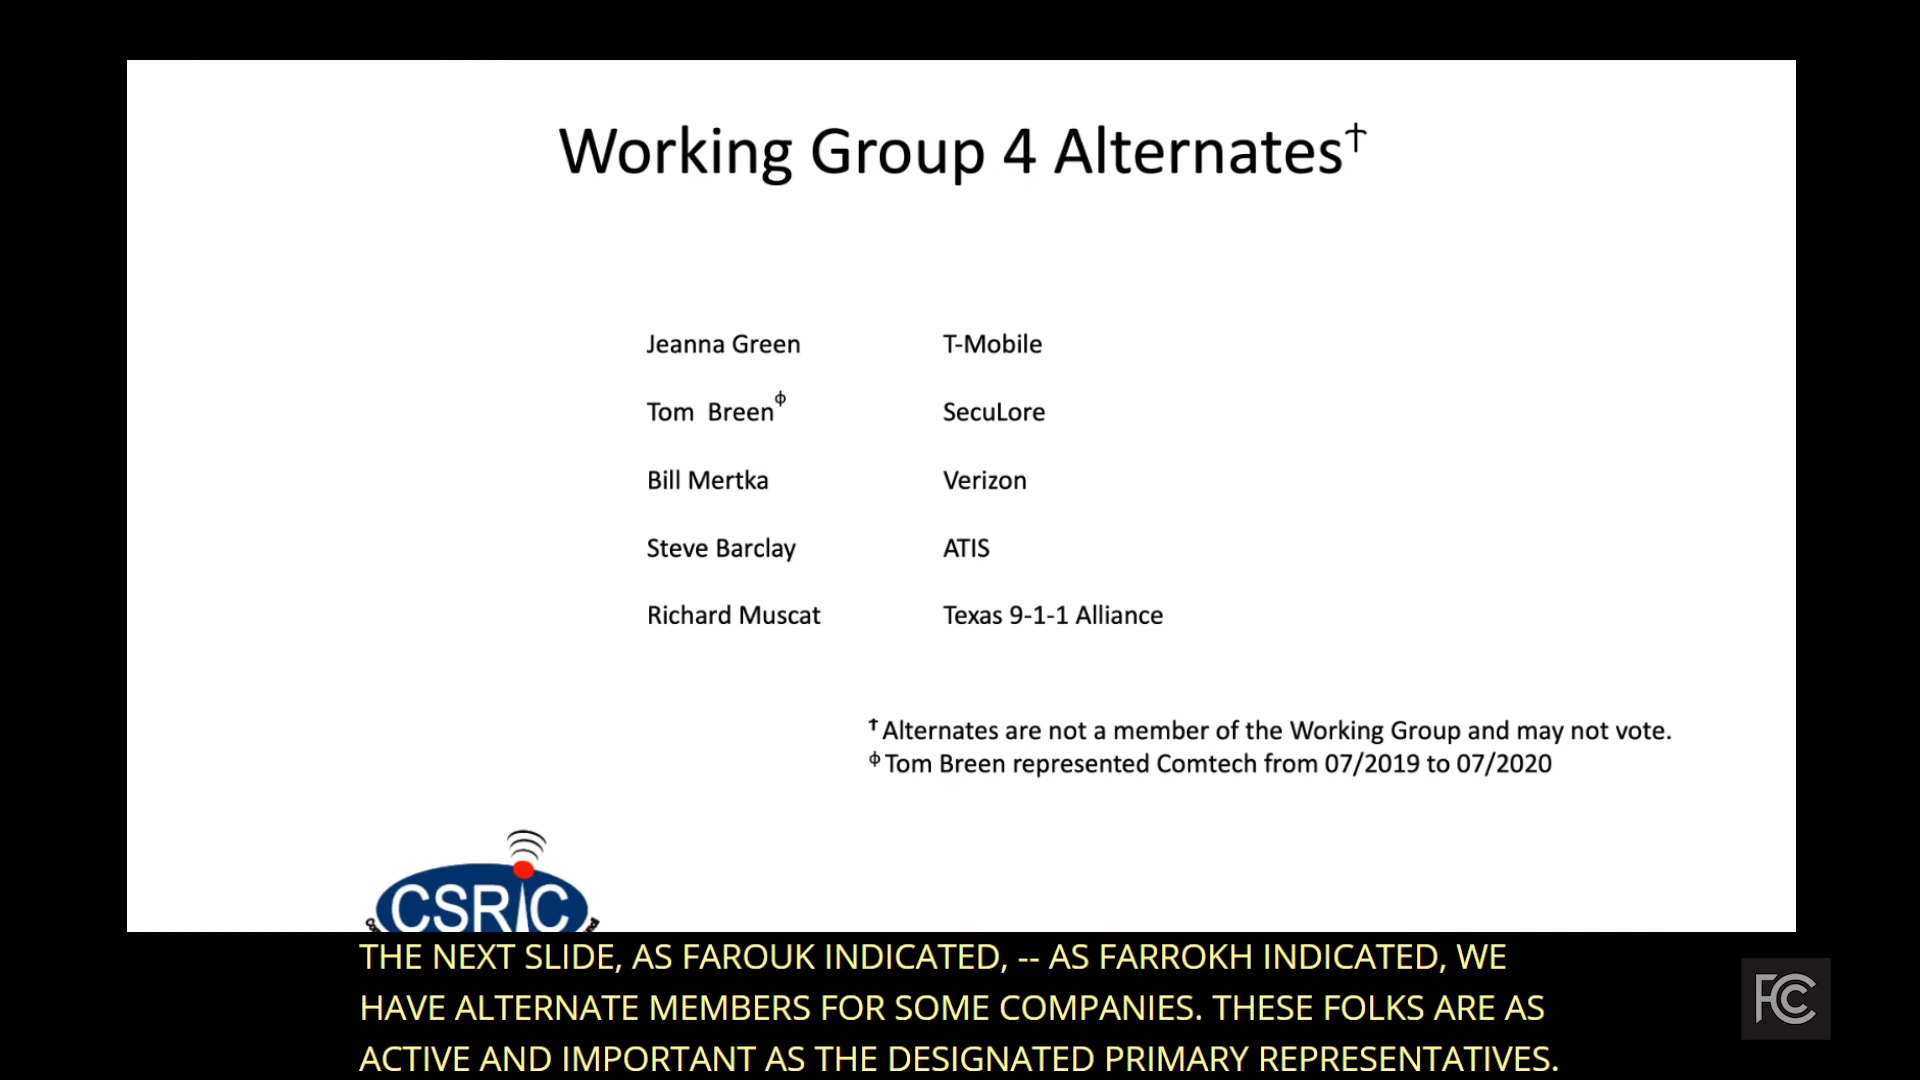 Working Group 4 Alternates†
Jeanna Green T-Mobile
Tom Breenϕ SecuLore
Bill Mertka Verizon
Steve Barclay ATIS
Richard Muscat Texas 9-1-1 Alliance
† Alternates are not a member of the Working Group and may not vote.
ϕ Tom Breen represented Comtech from 07/2019 to 07/2020
CSRIC
THE NEXT SLIDE, AS FAROUK INDICATED, -- AS FARROKH INDICATED, WE
HAVE ALTERNATE MEMBERS FOR SOME COMPANIES. THESE FOLKS ARE AS
ACTIVE AND IMPORTANT AS THE DESIGNATED PRIMARY REPRESENTATIVES.
FCC